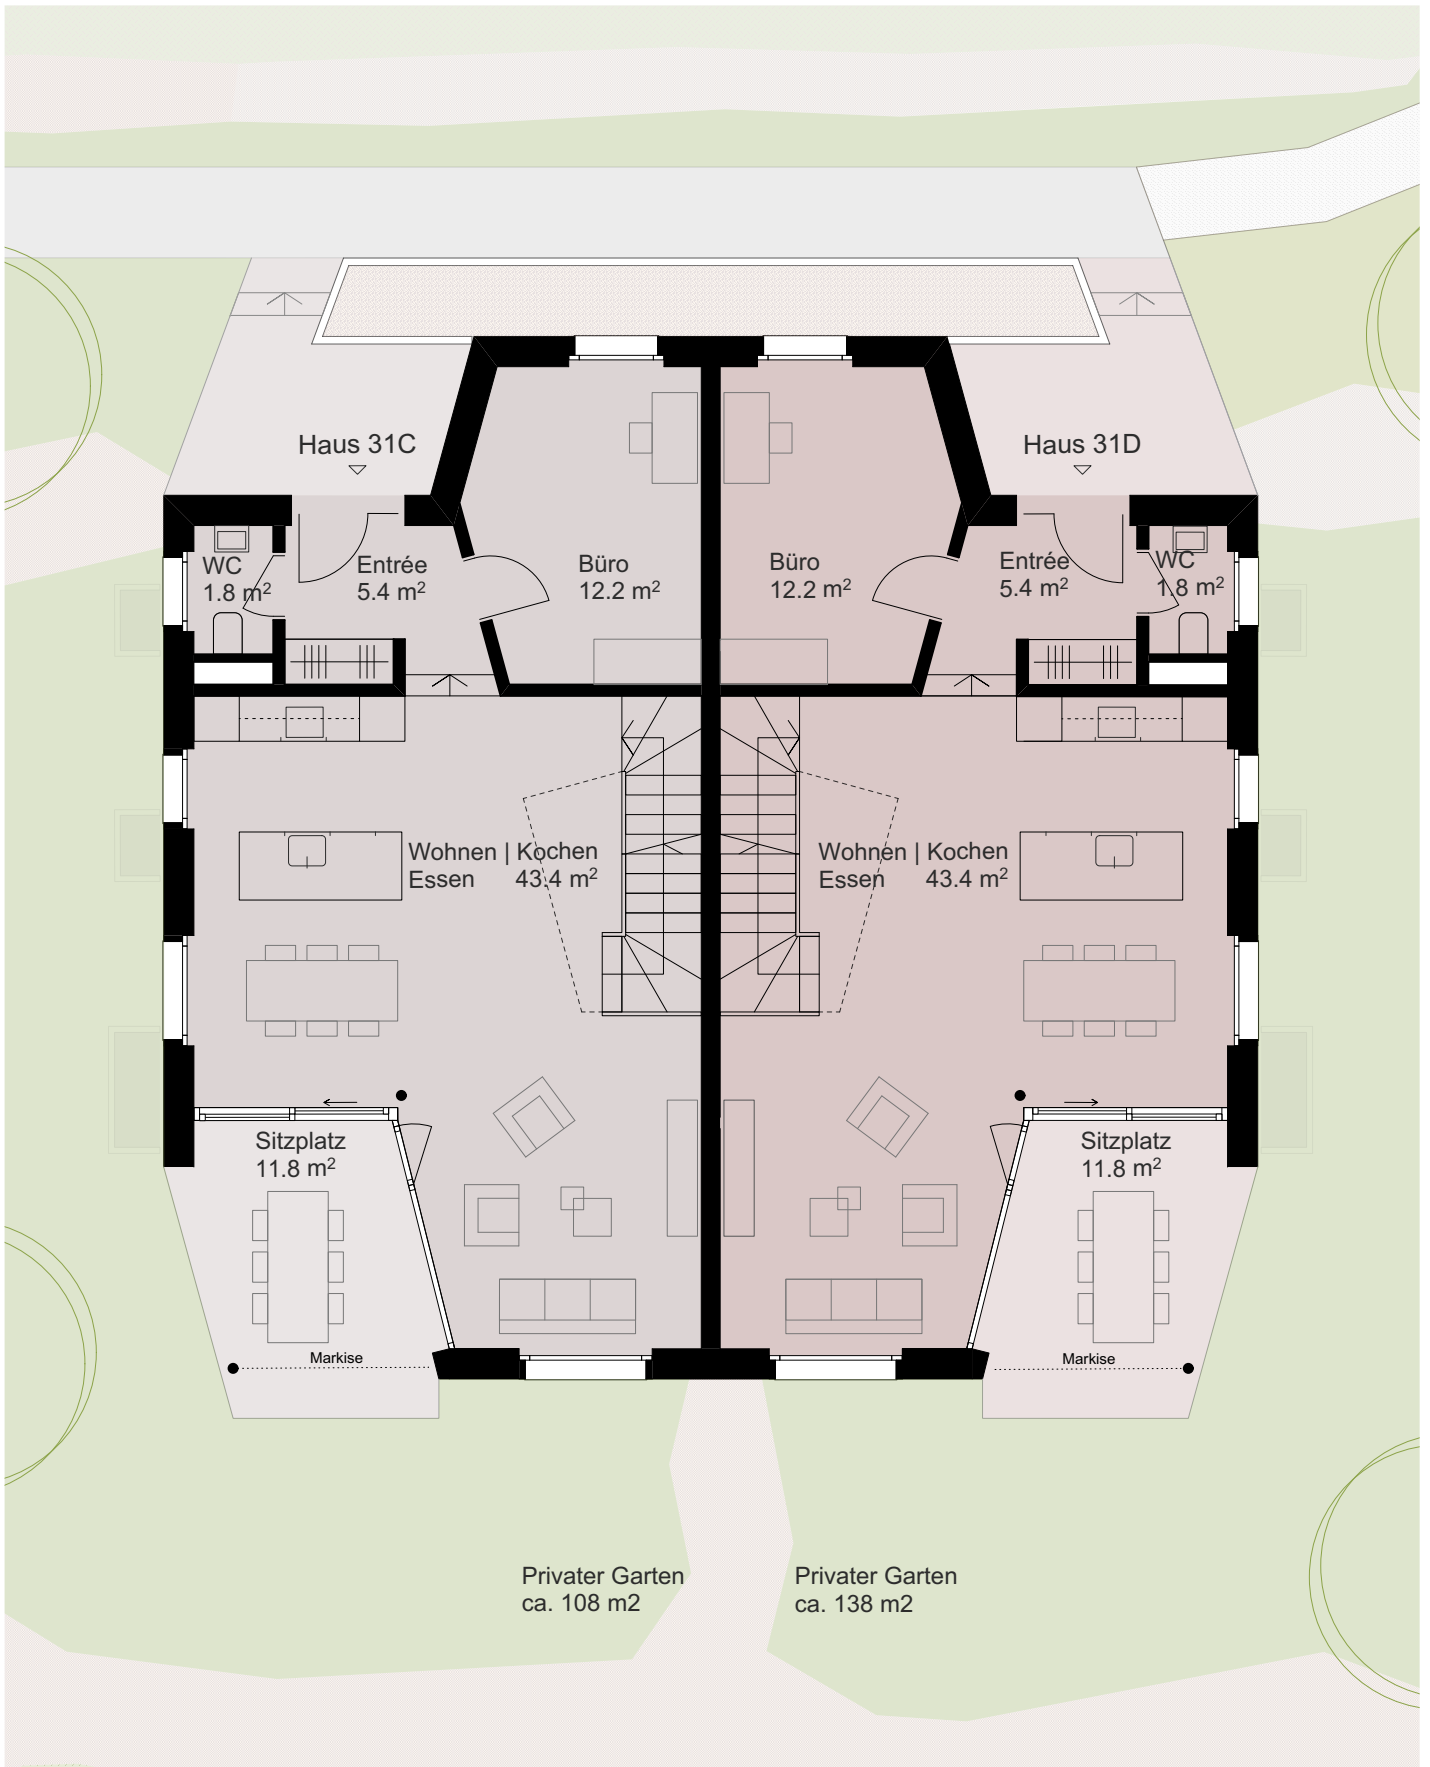 Haus 31C
Haus 31D
WC
1.8 m²
Entrée
5.4 m²
Büro
12.2 m²
Büro
12.2 m²
Entrée
5.4 m²
WC
1.8 m²
Wohnen | Kochen
Essen 43.4 m²
Wohnen | Kochen
Essen 43.4 m²
Sitzplatz
11.8 m²
Sitzplatz
11.8 m²
Markise
Markise
Privater Garten
ca. 108 m2
Privater Garten
ca. 138 m2